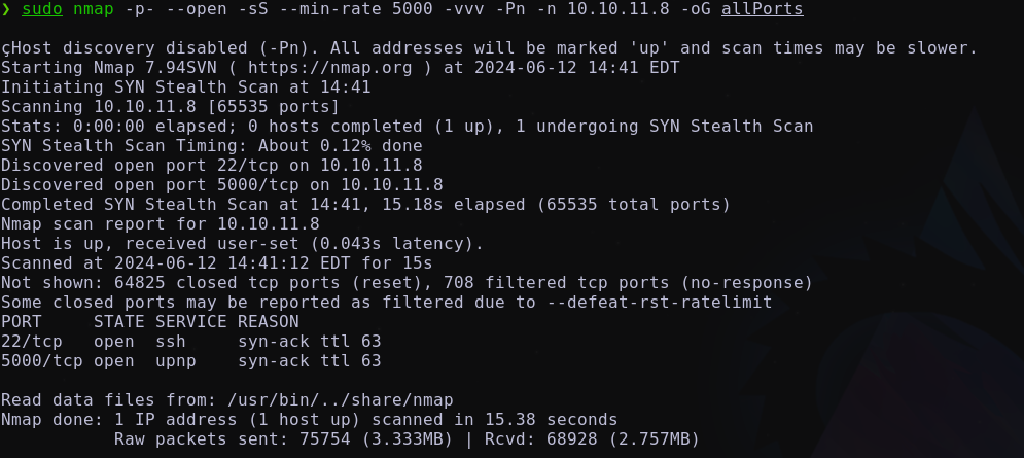 ❯ sudo nmap -p- --open -sS --min-rate 5000 -vvv -Pn -n 10.10.11.8 -oG allPorts
çHost discovery disabled (-Pn). All addresses will be marked 'up' and scan times may be slower.
Starting Nmap 7.94SVN ( https://nmap.org ) at 2024-06-12 14:41 EDT
Initiating SYN Stealth Scan at 14:41
Scanning 10.10.11.8 [65535 ports]
Stats: 0:00:00 elapsed; 0 hosts completed (1 up), 1 undergoing SYN Stealth Scan
SYN Stealth Scan Timing: About 0.12% done
Discovered open port 22/tcp on 10.10.11.8
Discovered open port 5000/tcp on 10.10.11.8
Completed SYN Stealth Scan at 14:41, 15.18s elapsed (65535 total ports)
Nmap scan report for 10.10.11.8
Host is up, received user-set (0.043s latency).
Scanned at 2024-06-12 14:41:12 EDT for 15s
Not shown: 64825 closed tcp ports (reset), 708 filtered tcp ports (no-response)
Some closed ports may be reported as filtered due to --defeat-rst-ratelimit
PORT     STATE SERVICE REASON
22/tcp   open  ssh     syn-ack ttl 63
5000/tcp open  upnp    syn-ack ttl 63
Read data files from: /usr/bin/../share/nmap
Nmap done: 1 IP address (1 host up) scanned in 15.38 seconds
           Raw packets sent: 75754 (3.333MB) | Rcvd: 68928 (2.757MB)